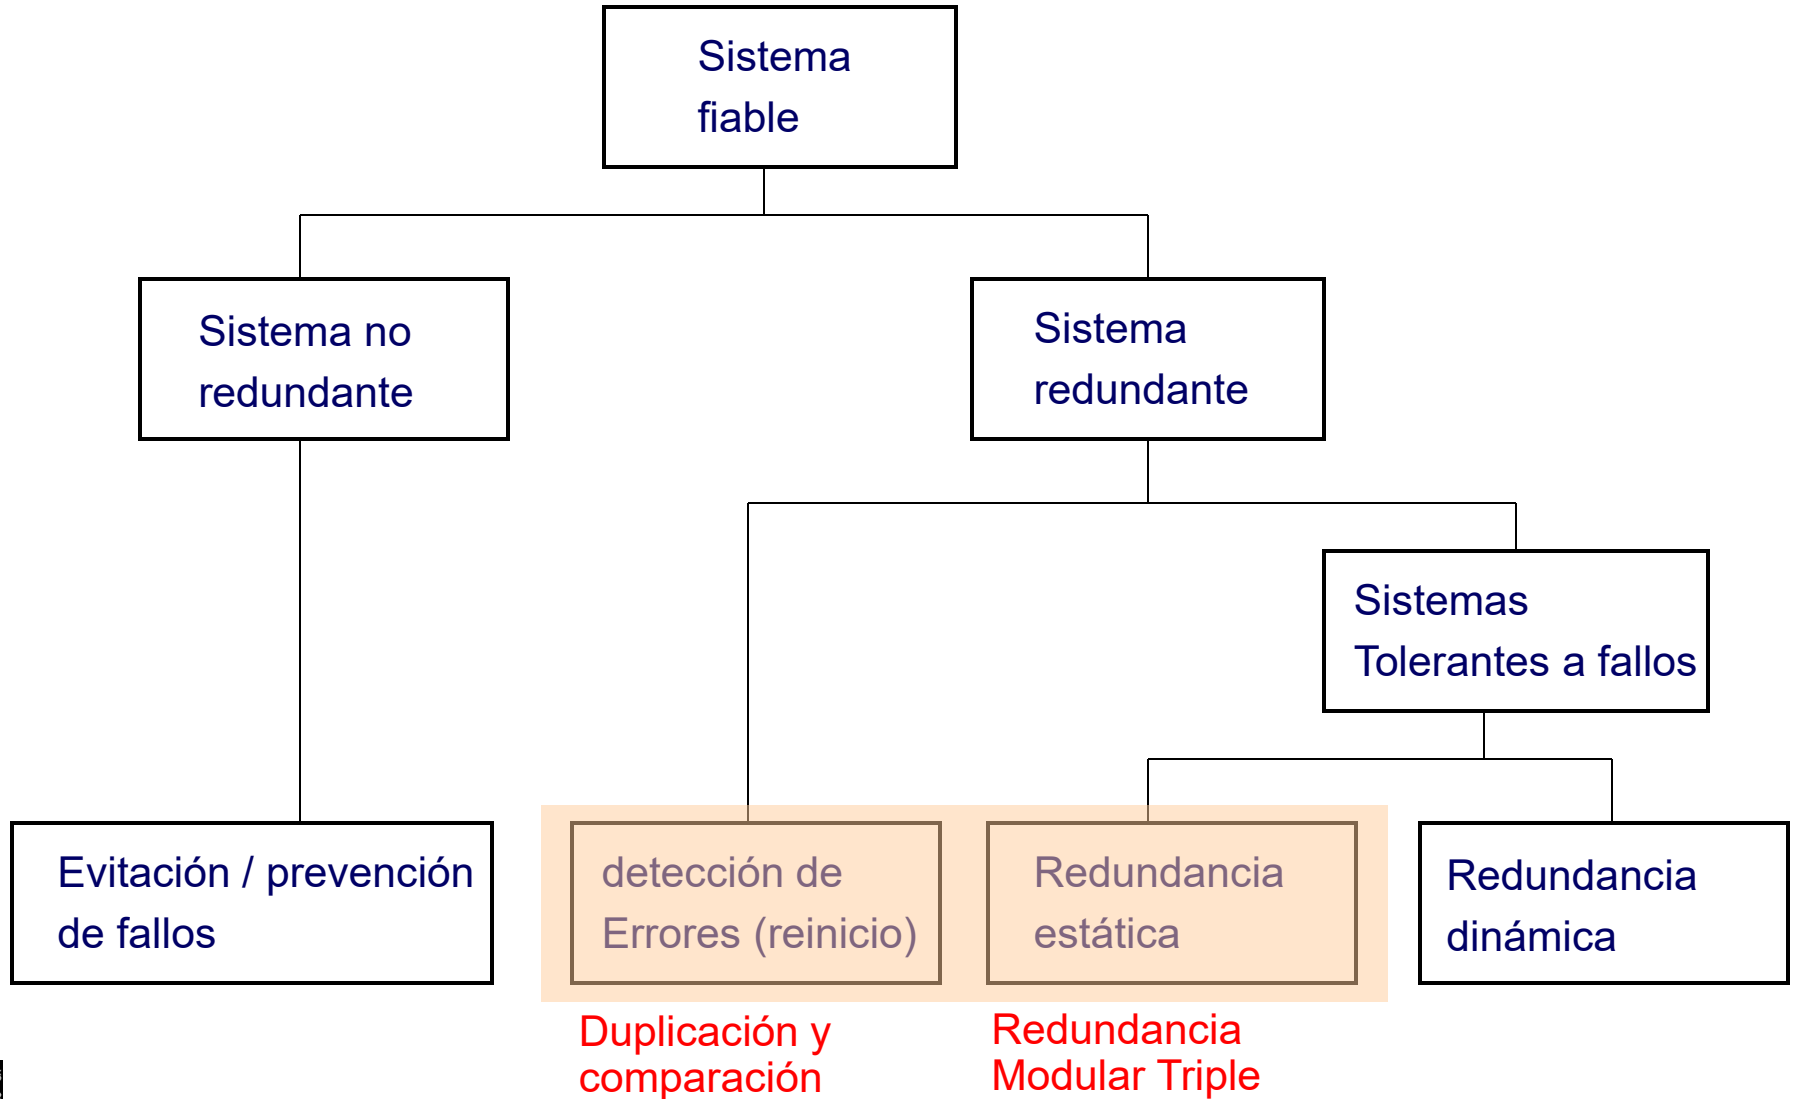 Sistema
fiable
Sistema no
redundante
Sistema
redundante
Sistemas
Tolerantes a fallos
Evitación / prevención
de fallos
detección de
Errores (reinicio)
Redundancia
estática
Redundancia
dinámica
Duplicación y
comparación
Redundancia
Modular Triple